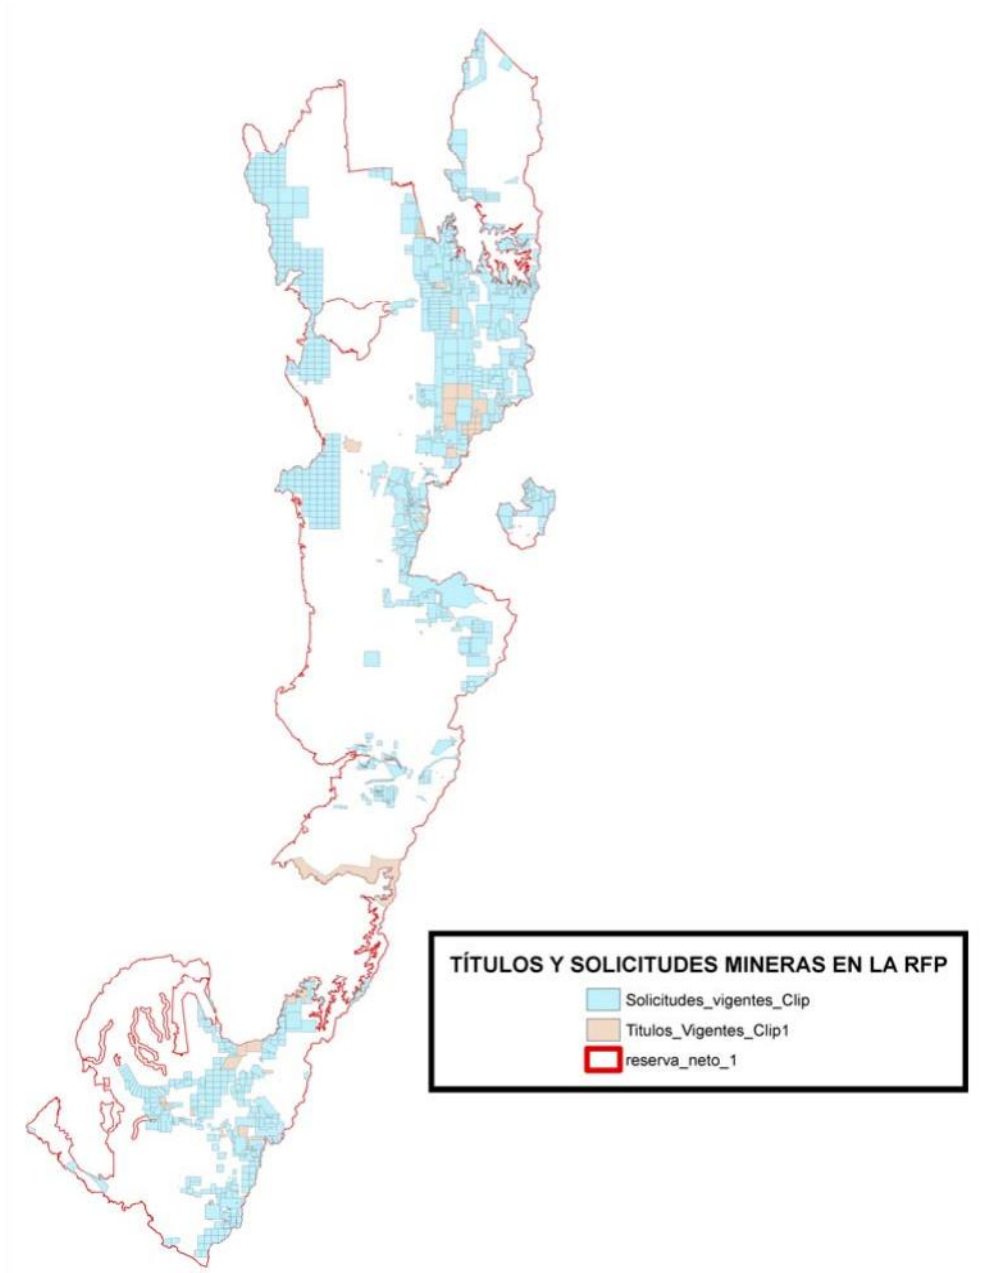 TÍTULOS Y SOLICITUDES MINERAS EN LA RFP
Solicitudes_vigentes_Clip
Titulos_Vigentes_Clip1
reserva_neto_1